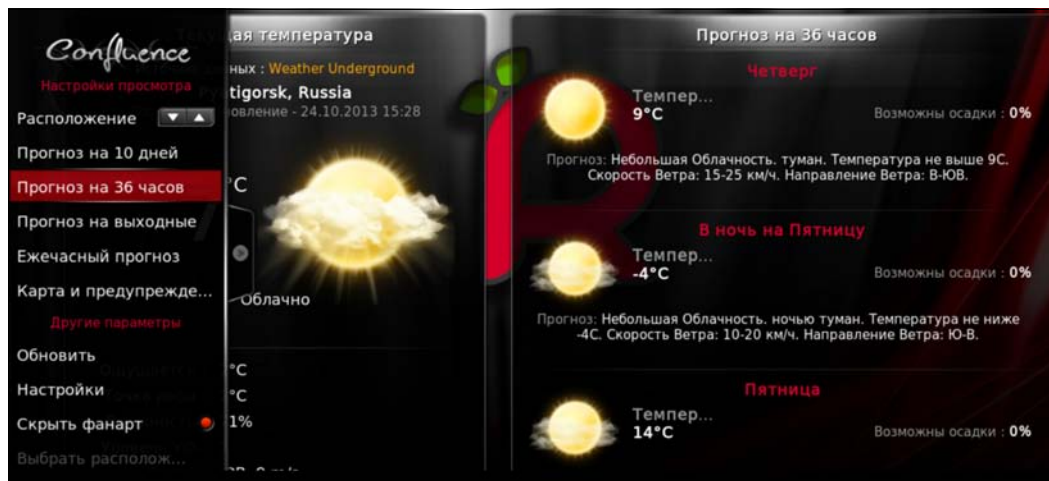 Confluence
Настройки просмотра
Расположение
Прогноз на 10 дней
Прогноз на 36 часов
Прогноз на выходные
Ежечасный прогноз
Карта и предупрежде...
Другие параметры
Обновить
Настройки
Скрыть фанарт
Выбрать располож...
ая температура
ных : Weather Underground
tigorsk, Russia
овление - 24.10.2013 15:28
°C
Облачно
°C
°C
1%
Прогноз на 36 часов
Четверг
Темпер...
9°C
Возможны осадки : 0%
Прогноз: Небольшая Облачность. туман. Температура не выше 9С.
Скорость Ветра: 15-25 км/ч. Направление Ветра: В-ЮВ.
В ночь на Пятницу
Темпер...
-4°C
Возможны осадки : 0%
Прогноз: Небольшая Облачность. ночью туман. Температура не ниже
-4С. Скорость Ветра: 10-20 км/ч. Направление Ветра: Ю-В.
Пятница
Темпер...
14°C
Возможны осадки : 0%